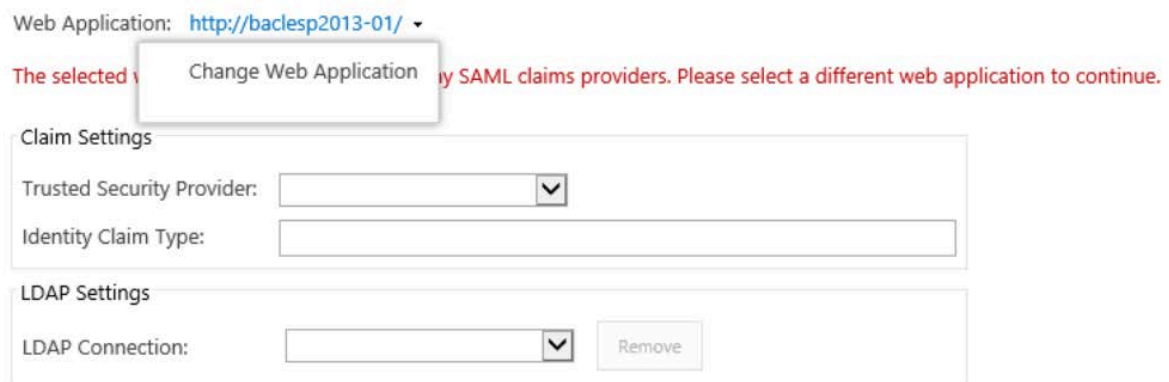 Web Application: http://baclesp2013-01/
Change Web Application
The selected y SAML claims providers. Please select a different web application to continue.
Claim Settings
Trusted Security Provider:
Identity Claim Type:
LDAP Settings
LDAP Connection: Remove